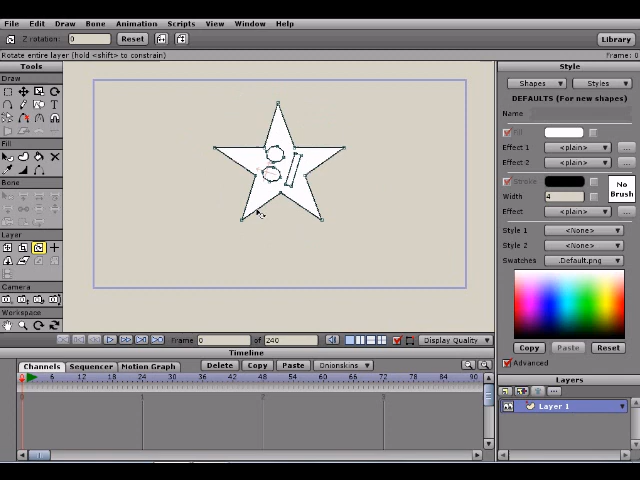 File Edit Draw Bone Animation Scripts View Window Help
Z rotation: 0 Reset Library
Rotate entire layer (hold <shift> to constrain) Frame: 0
Tools
Draw
Fill
Bone
Layer
Camera
Workspace
Style
Shapes Styles
DEFAULTS (For new shapes)
Name
Fill
Effect 1 <plain> ...
Effect 2 <plain> ...
Stroke
No Brush
Width 4
Effect <plain> ...
Style 1 <None>
Style 2 <None>
Swatches .Default.png
Copy Paste Reset
Advanced
Frame 0 of 240 Display Quality
Timeline
Channels Sequencer Motion Graph Delete Copy Paste Onionskins
6 12 18 24 30 36 42 48 54 60 66 72 78 84 90
0 1 2 3
Layers
Layer 1